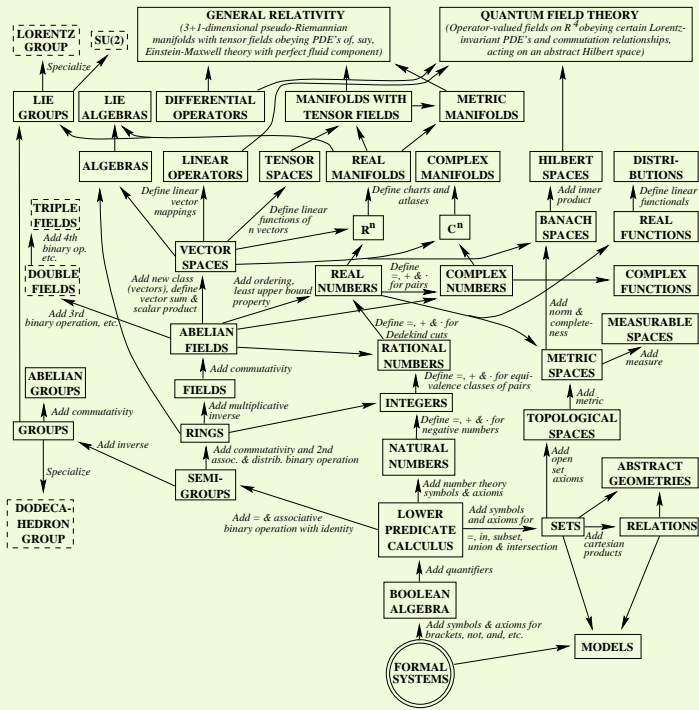 GENERAL RELATIVITY
(3+1-dimensional pseudo-Riemannian
manifolds with tensor fields obeying PDE's of, say,
Einstein-Maxwell theory with perfect fluid component)
QUANTUM FIELD THEORY
(Operator-valued fields on R⁴ obeying certain Lorentz-
invariant PDE's and commutation relationships,
acting on an abstract Hilbert space)
LORENTZ
GROUP
SU(2)
Specialize
LIE
GROUPS
LIE
ALGEBRAS
DIFFERENTIAL
OPERATORS
MANIFOLDS WITH
TENSOR FIELDS
METRIC
MANIFOLDS
ALGEBRAS
LINEAR
OPERATORS
TENSOR
SPACES
REAL
MANIFOLDS
COMPLEX
MANIFOLDS
HILBERT
SPACES
DISTRI-
BUTIONS
Define linear
vector
mappings
Define linear
functions of
n vectors
Define charts and
atlases
Add inner
product
Define linear
functionals
TRIPLE
FIELDS
Add 4th
binary op.
etc.
DOUBLE
FIELDS
VECTOR
SPACES
Rⁿ
Cⁿ
BANACH
SPACES
REAL
FUNCTIONS
REAL
NUMBERS
Define
=, + & ·
for pairs
COMPLEX
NUMBERS
COMPLEX
FUNCTIONS
Add new class
(vectors), define
vector sum &
scalar product
Add ordering,
least upper bound
property
Add
norm &
complete-
ness
Add 3rd
binary operation, etc.
ABELIAN
FIELDS
Define =, + & · for
Dedekind cuts
MEASURABLE
SPACES
Add
measure
RATIONAL
NUMBERS
METRIC
SPACES
ABELIAN
GROUPS
Add commutativity
FIELDS
Define =, + & · for equi-
valence classes of pairs
INTEGERS
Add
metric
Add commutativity
Add multiplicative
inverse
GROUPS
RINGS
Define =, + & · for
negative numbers
TOPOLOGICAL
SPACES
Add inverse
Add commutativity and 2nd
assoc. & distrib. binary operation
NATURAL
NUMBERS
Add
open
set
axioms
Specialize
SEMI-
GROUPS
Add number theory
symbols & axioms
ABSTRACT
GEOMETRIES
DODECA-
HEDRON
GROUP
Add = & associative
binary operation with identity
LOWER
PREDICATE
CALCULUS
Add symbols
and axioms for
=, in, subset,
union & intersection
SETS
Add
cartesian
products
RELATIONS
Add quantifiers
BOOLEAN
ALGEBRA
Add symbols & axioms for
brackets, not, and, etc.
MODELS
FORMAL
SYSTEMS